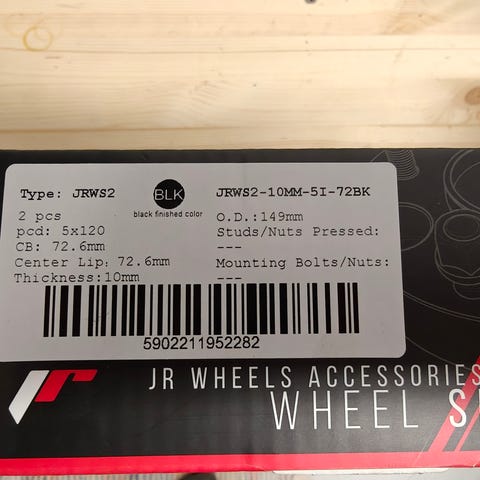 Type: JRWS2
BLK
black finished color
JRWS2-10MM-5I-72BK
2 pcs
pcd: 5x120
CB: 72.6mm
Center Lip: 72.6mm
Thickness:10mm
O.D.:149mm
Studs/Nuts Pressed:
---
Mounting Bolts/Nuts:
---
5902211952282
JR WHEELS ACCESSORIES
WHEEL